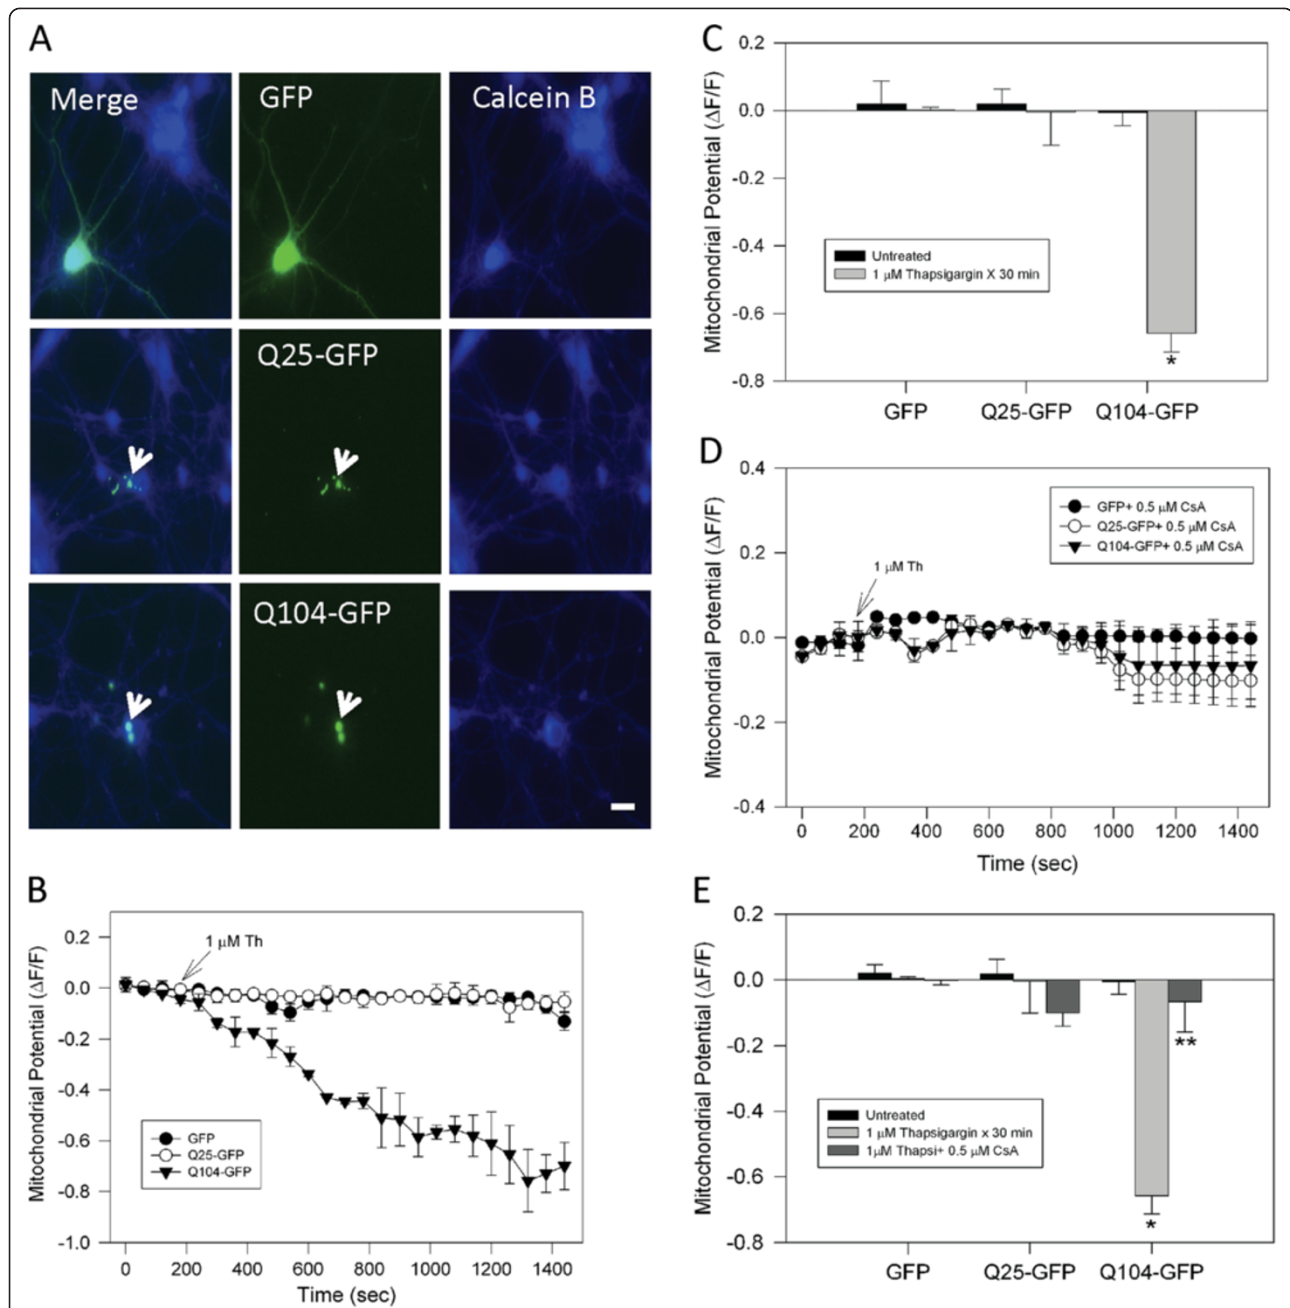 A
Merge
GFP
Calcein B
Q25-GFP
Q104-GFP
B
Mitochondrial Potential (ΔF/F)
0.2
0.0
-0.2
-0.4
-0.6
-0.8
-1.0
1 μM Th
GFP
Q25-GFP
Q104-GFP
0 200 400 600 800 1000 1200 1400
Time (sec)
C
Mitochondrial Potential (ΔF/F)
0.2
0.0
-0.2
-0.4
-0.6
-0.8
Untreated
1 μM Thapsigargin X 30 min
*
GFP Q25-GFP Q104-GFP
D
Mitochondrial Potential (ΔF/F)
0.4
0.2
0.0
-0.2
-0.4
GFP+ 0.5 μM CsA
Q25-GFP+ 0.5 μM CsA
Q104-GFP+ 0.5 μM CsA
1 μM Th
0 200 400 600 800 1000 1200 1400
Time (sec)
E
Mitochondrial Potential (ΔF/F)
0.2
0.0
-0.2
-0.4
-0.6
-0.8
**
Untreated
1 μM Thapsigargin x 30 min
1μM Thapsi+ 0.5 μM CsA
*
GFP Q25-GFP Q104-GFP